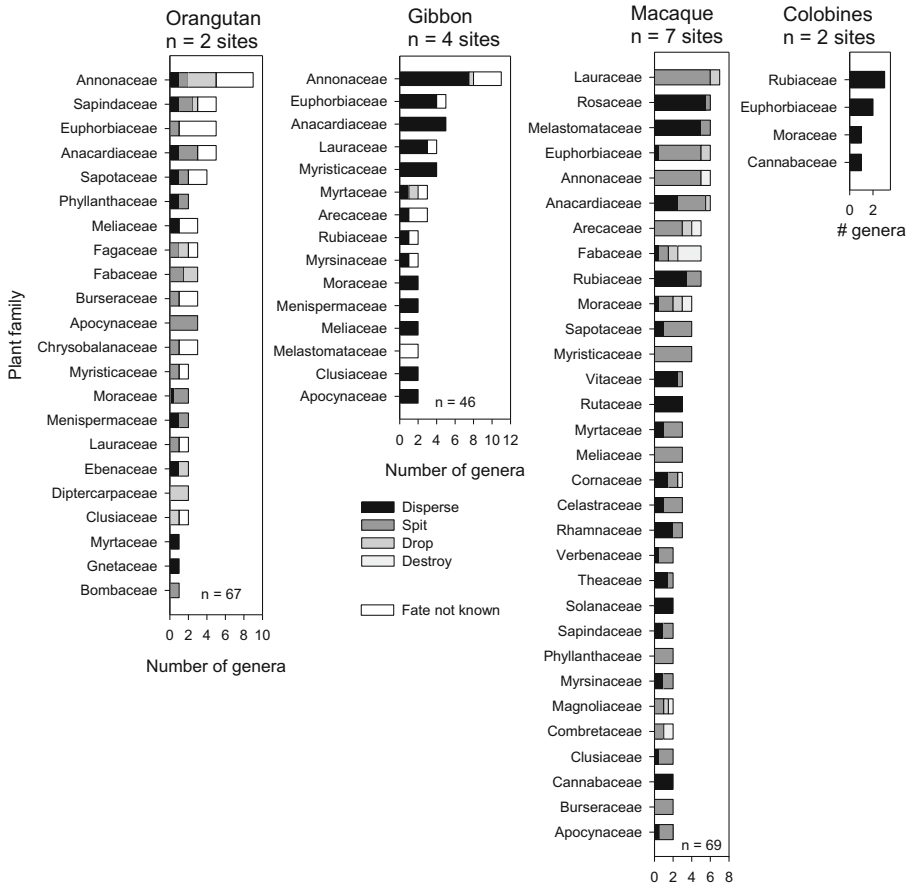 Orangutan
n = 2 sites
Plant family
Annonaceae
Sapindaceae
Euphorbiaceae
Anacardiaceae
Sapotaceae
Phyllanthaceae
Meliaceae
Fagaceae
Fabaceae
Burseraceae
Apocynaceae
Chrysobalanaceae
Myristicaceae
Moraceae
Menispermaceae
Lauraceae
Ebenaceae
Diptercarpaceae
Clusiaceae
Myrtaceae
Gnetaceae
Bombaceae
n = 67
0 2 4 6 8 10
Number of genera
Gibbon
n = 4 sites
Annonaceae
Euphorbiaceae
Anacardiaceae
Lauraceae
Myristicaceae
Myrtaceae
Arecaceae
Rubiaceae
Myrsinaceae
Moraceae
Menispermaceae
Meliaceae
Melastomataceae
Clusiaceae
Apocynaceae
n = 46
0 2 4 6 8 10 12
Number of genera
Disperse
Spit
Drop
Destroy
Fate not known
Macaque
n = 7 sites
Lauraceae
Rosaceae
Melastomataceae
Euphorbiaceae
Annonaceae
Anacardiaceae
Arecaceae
Fabaceae
Rubiaceae
Moraceae
Sapotaceae
Myristicaceae
Vitaceae
Rutaceae
Myrtaceae
Meliaceae
Cornaceae
Celastraceae
Rhamnaceae
Verbenaceae
Theaceae
Solanaceae
Sapindaceae
Phyllanthaceae
Myrsinaceae
Magnoliaceae
Combretaceae
Clusiaceae
Cannabaceae
Burseraceae
Apocynaceae
n = 69
0 2 4 6 8
Colobines
n = 2 sites
Rubiaceae
Euphorbiaceae
Moraceae
Cannabaceae
0 2
# genera